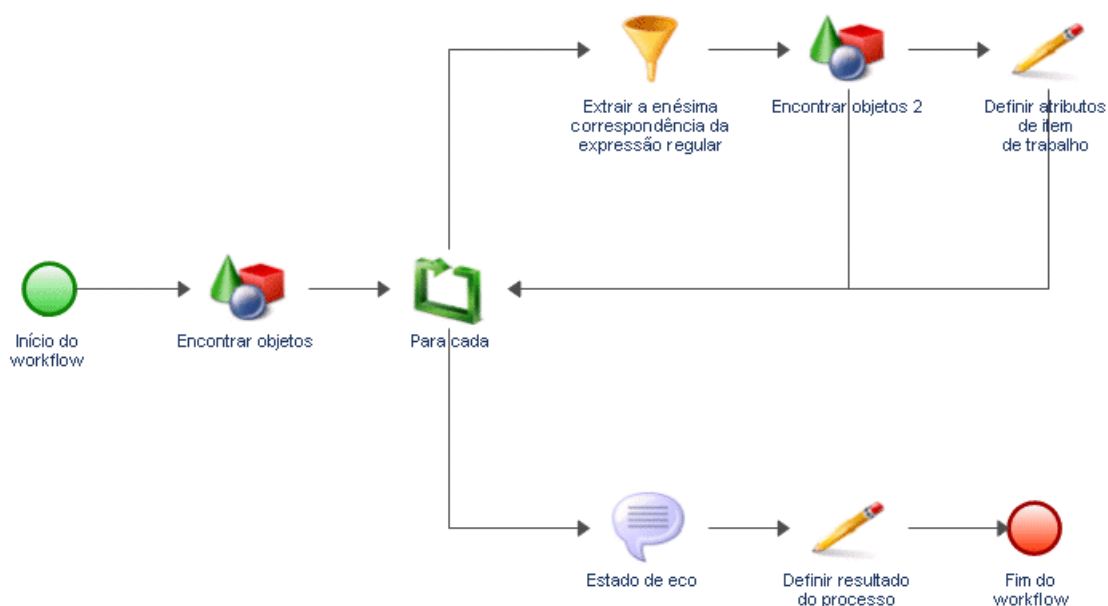 Extrair a enésima
correspondência da
expressão regular
Encontrar objetos 2
Definir atributos
de item
de trabalho
Início do
workflow
Encontrar objetos
Para cada
Estado de eco
Definir resultado
do processo
Fim do
workflow